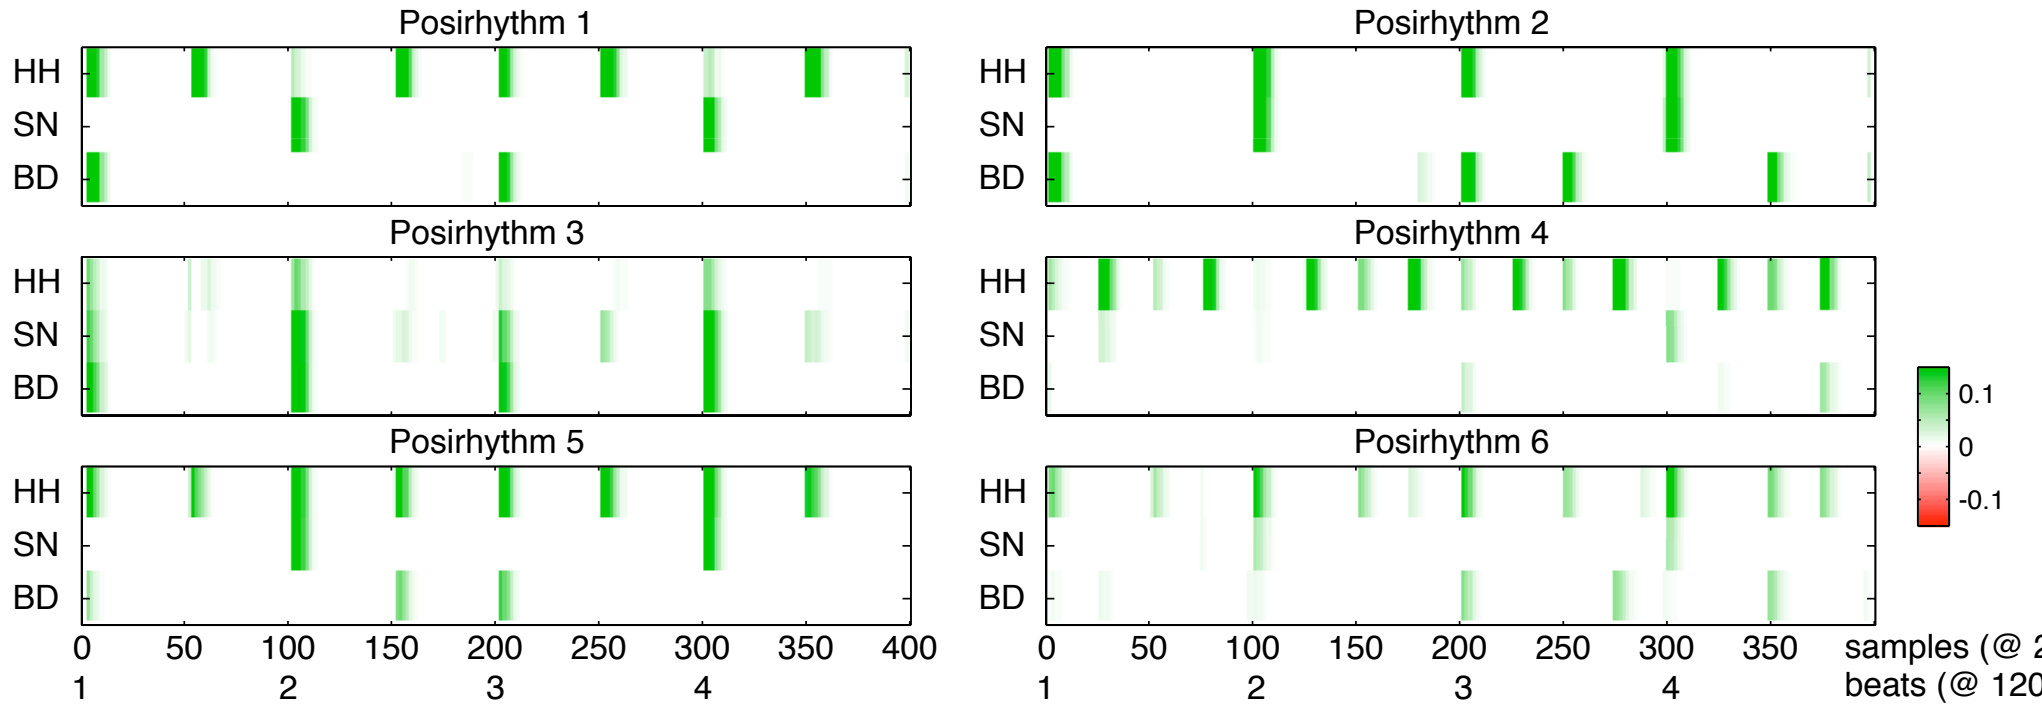 Posirhythm 1
HH
SN
BD
Posirhythm 2
HH
SN
BD
Posirhythm 3
HH
SN
BD
Posirhythm 4
HH
SN
BD
Posirhythm 5
HH
SN
BD
0 50 100 150 200 250 300 350 400
1 2 3 4
Posirhythm 6
HH
SN
BD
0 50 100 150 200 250 300 350 samples (@ 2
1 2 3 4 beats (@ 120
0.1
0
-0.1